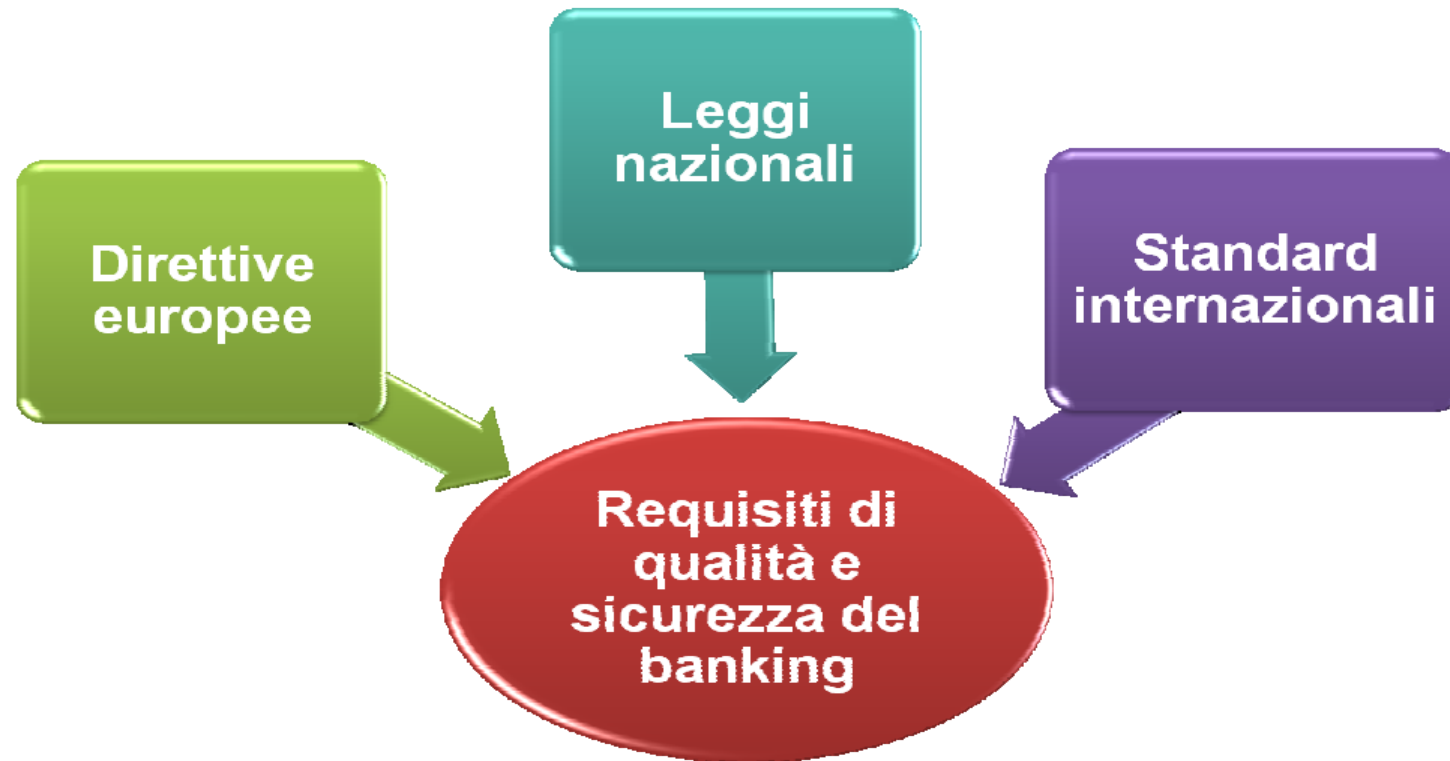 Leggi
nazionali
Direttive
europee
Standard
internazionali
Requisiti di
qualità e
sicurezza del
banking